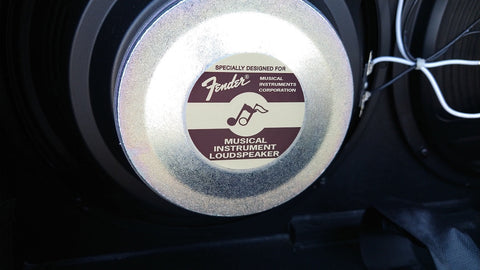 SPECIALLY DESIGNED FOR
Fender®
MUSICAL
INSTRUMENTS
CORPORATION
MUSICAL
INSTRUMENT
LOUDSPEAKER